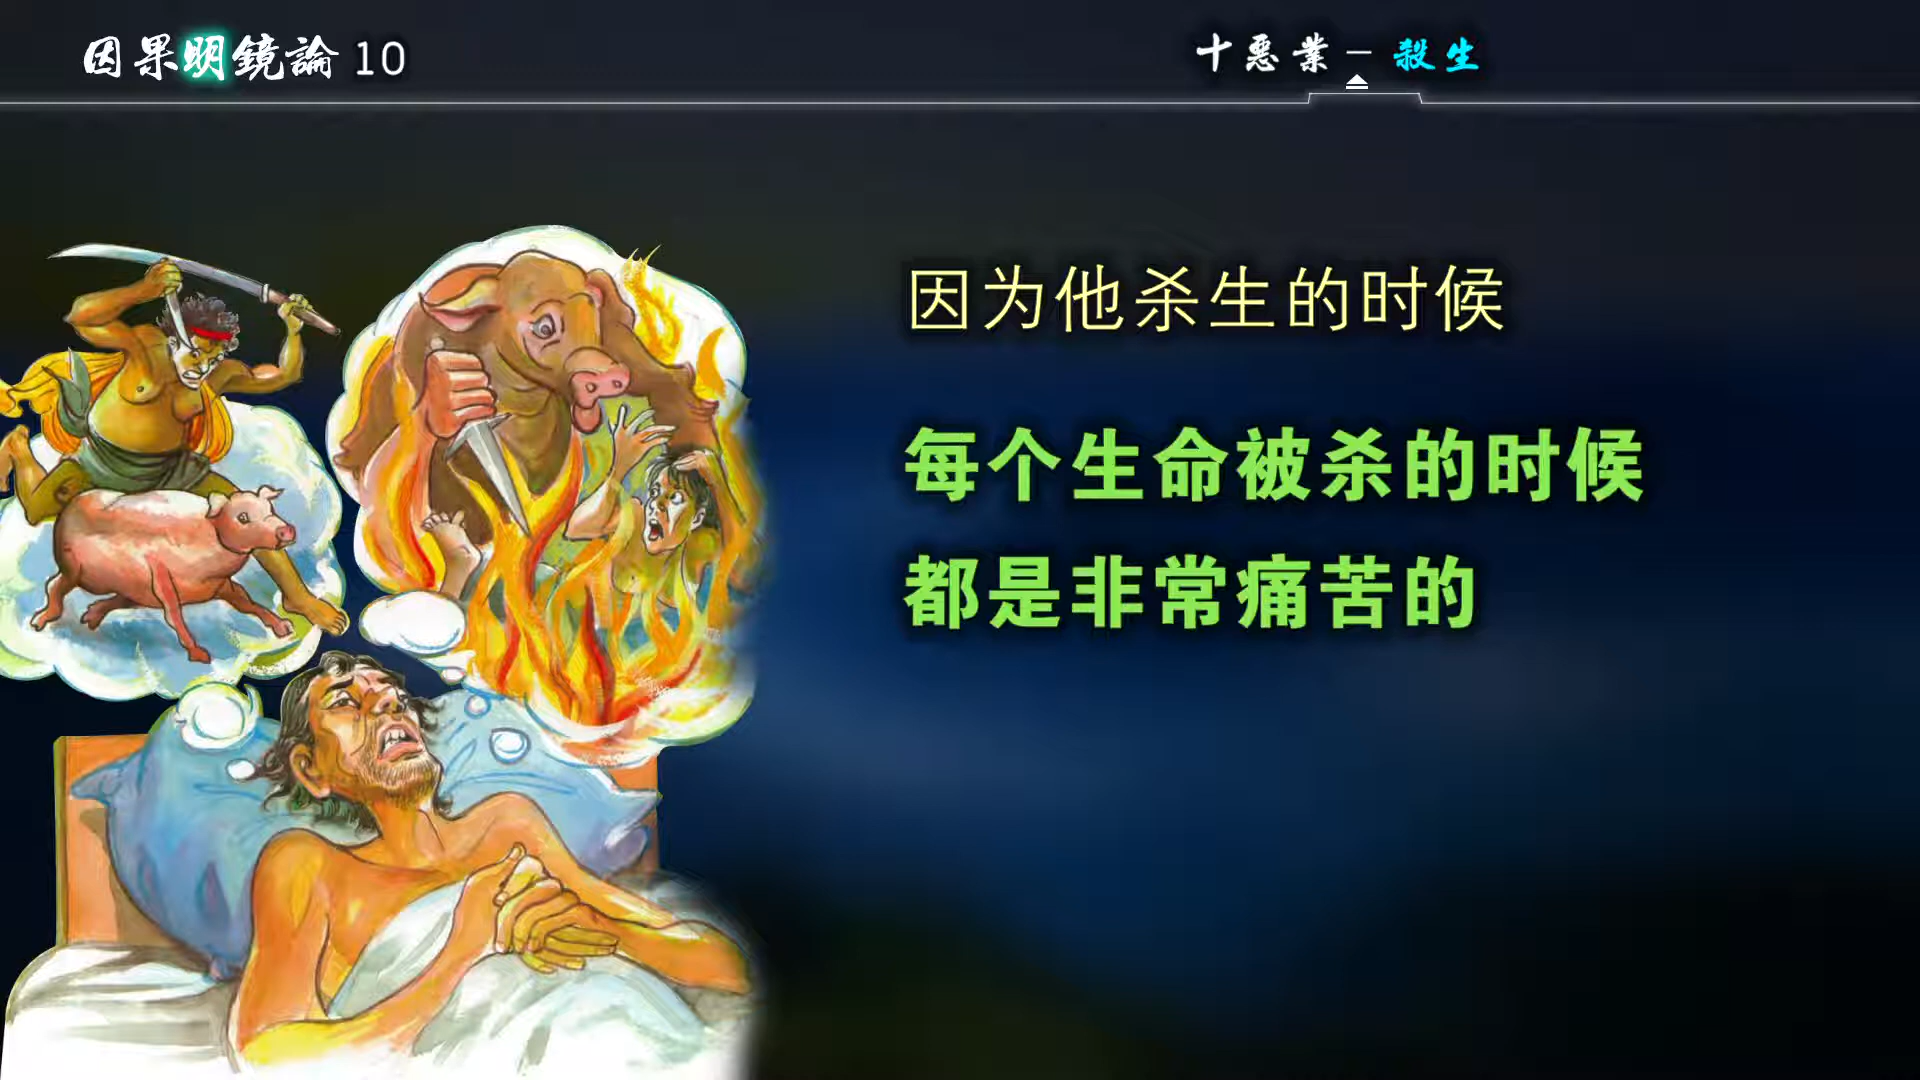 因果明鏡論 10
十惡業－殺生
因为他杀生的时候
每个生命被杀的时候
都是非常痛苦的